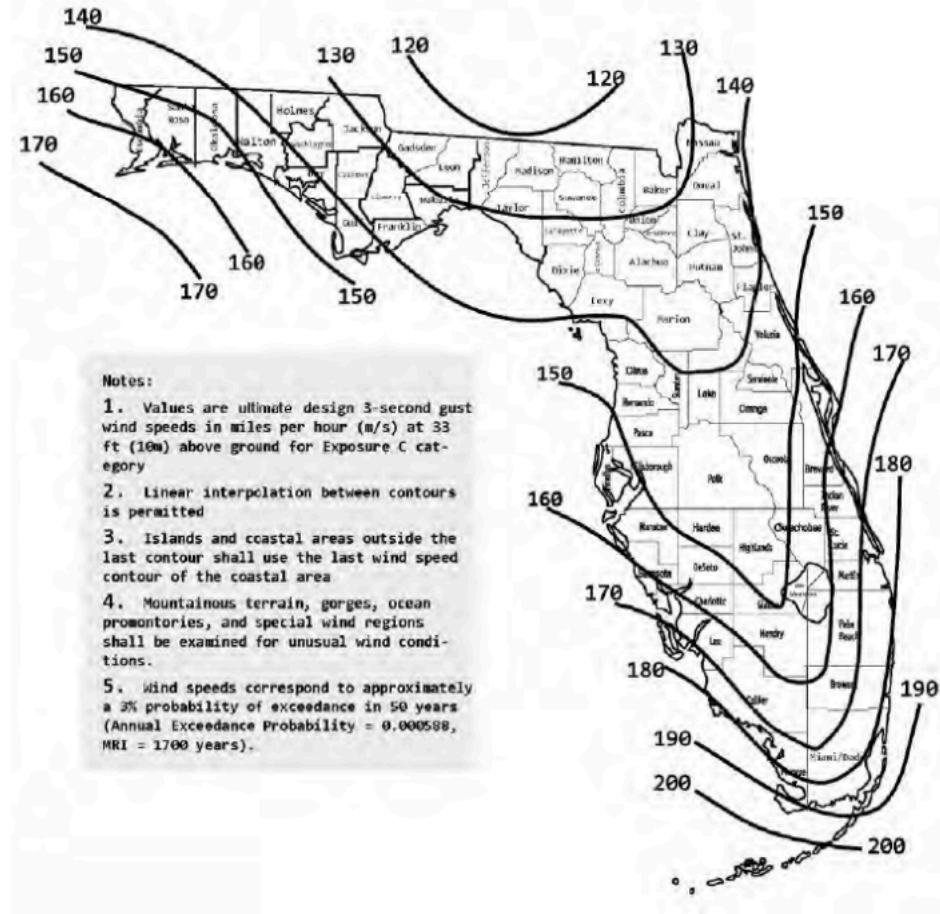 140
150
160
170
130
120
120
130
140
150
160
170
180
190
200
170
160
150
150
160
170
180
190
200
Holmes
Walton
Gadsden
Leon
Madison
Hamilton
Columbia
Baker
Nassau
Duval
Taylor
Suwanee
Union
Clay
St.
Johns
Lafayette
Dixie
Alachua
Putnam
Flagler
Levy
Marion
Volusia
Citrus
Sumter
Lake
Seminole
Hernando
Orange
Pasco
Polk
Osceola
Brevard
Indian
River
Manatee
Hardee
Highlands
Okeechobee
St.
Lucie
DeSoto
Martin
Charlotte
Lee
Hendry
Palm
Beach
Collier
Broward
Miami/Dade
Monroe
Franklin
Notes:
1. Values are ultimate design 3-second gust
wind speeds in miles per hour (m/s) at 33
ft (10m) above ground for Exposure C cat-
egory
2. Linear interpolation between contours
is permitted
3. Islands and coastal areas outside the
last contour shall use the last wind speed
contour of the coastal area
4. Mountainous terrain, gorges, ocean
promontories, and special wind regions
shall be examined for unusual wind condi-
tions.
5. Wind speeds correspond to approximately
a 3% probability of exceedance in 50 years
(Annual Exceedance Probability = 0.000588,
MRI = 1700 years).